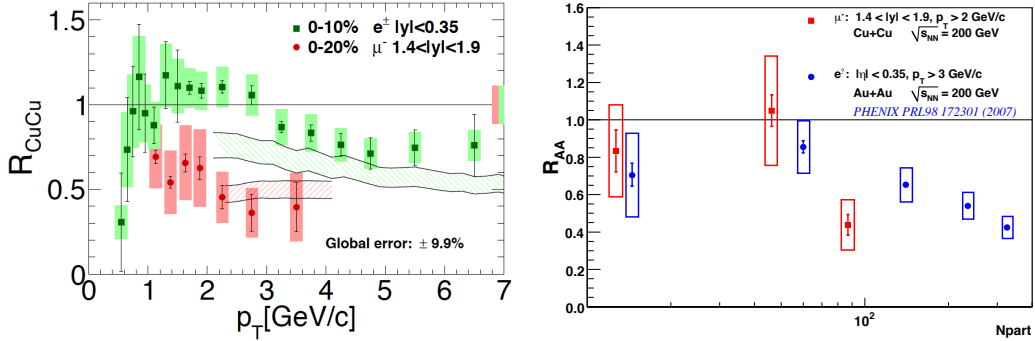 1.5
1
0.5
0
R_CuCu
0-10% e± |y|<0.35
0-20% μ⁻ 1.4<|y|<1.9
Global error: ± 9.9%
0 1 2 3 4 5 6 7
p_T[GeV/c]
1.6
1.4
1.2
1.0
0.8
0.6
0.4
0.2
0.0
R_AA
μ⁻: 1.4 < |y| < 1.9, p_T > 2 GeV/c
Cu+Cu √s_NN = 200 GeV
e^?: |η| < 0.35, p_T > 3 GeV/c
Au+Au √s_NN = 200 GeV
PHENIX PRL98 172301 (2007)
10²
Npart